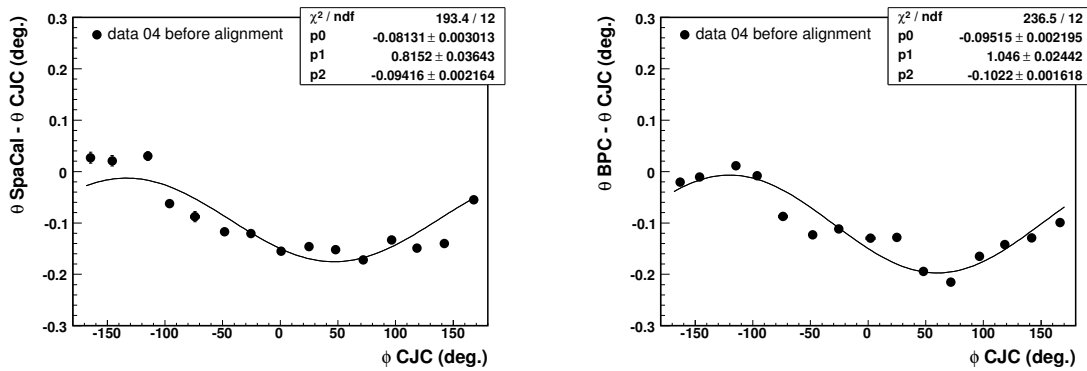 χ² / ndf 193.4 / 12
p0 -0.08131 ± 0.003013
p1 0.8152 ± 0.03643
p2 -0.09416 ± 0.002164
data 04 before alignment
θ SpaCal - θ CJC (deg.)
0.3
0.2
0.1
0
-0.1
-0.2
-0.3
-150 -100 -50 0 50 100 150
φ CJC (deg.)
χ² / ndf 236.5 / 12
p0 -0.09515 ± 0.002195
p1 1.046 ± 0.02442
p2 -0.1022 ± 0.001618
data 04 before alignment
θ BPC - θ CJC (deg.)
0.3
0.2
0.1
0
-0.1
-0.2
-0.3
-150 -100 -50 0 50 100 150
φ CJC (deg.)